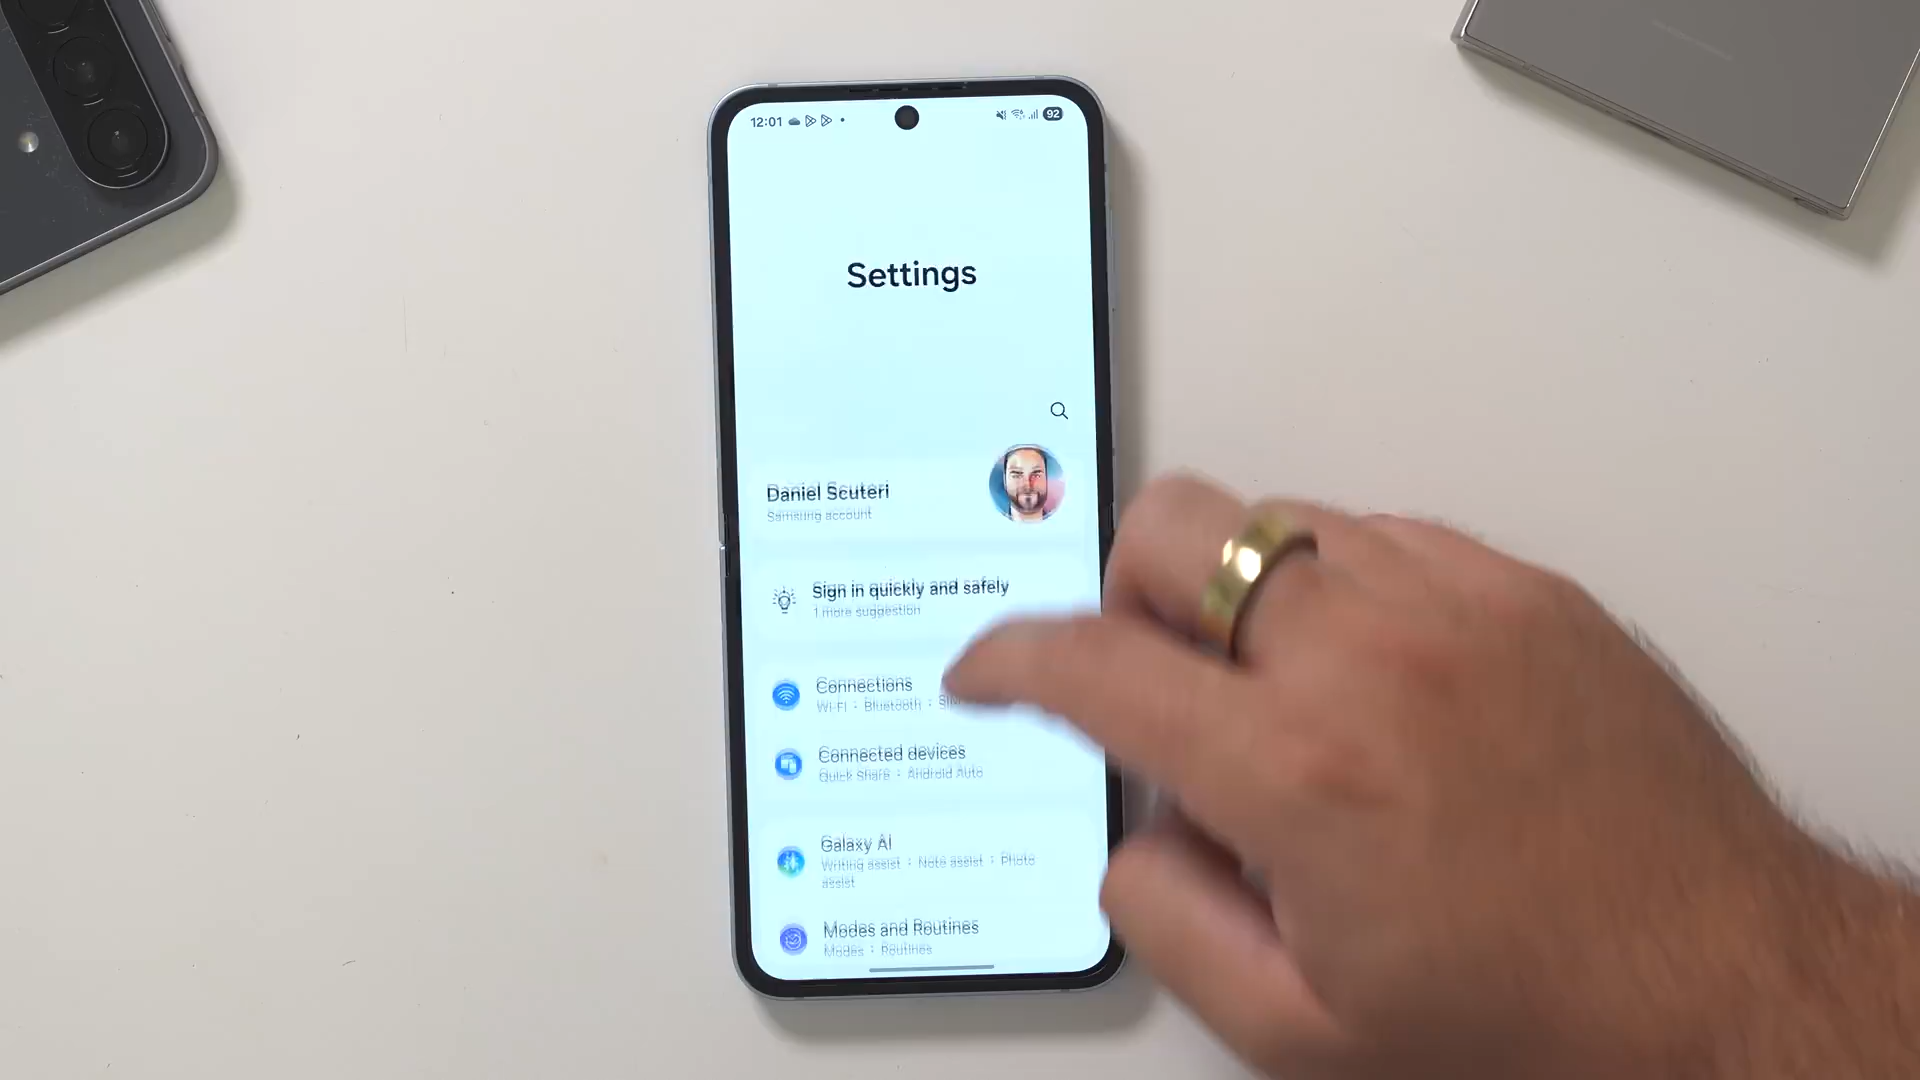 12:01
92
Settings
Daniel Scuteri
Samsung account
Sign in quickly and safely
1 more suggestion
Connections
Wi-Fi • Bluetooth •
Connected devices
Quick Share • Android Auto
Galaxy AI
Writing assist • Note assist • Photo
assist
Modes and Routines
Modes • Routines